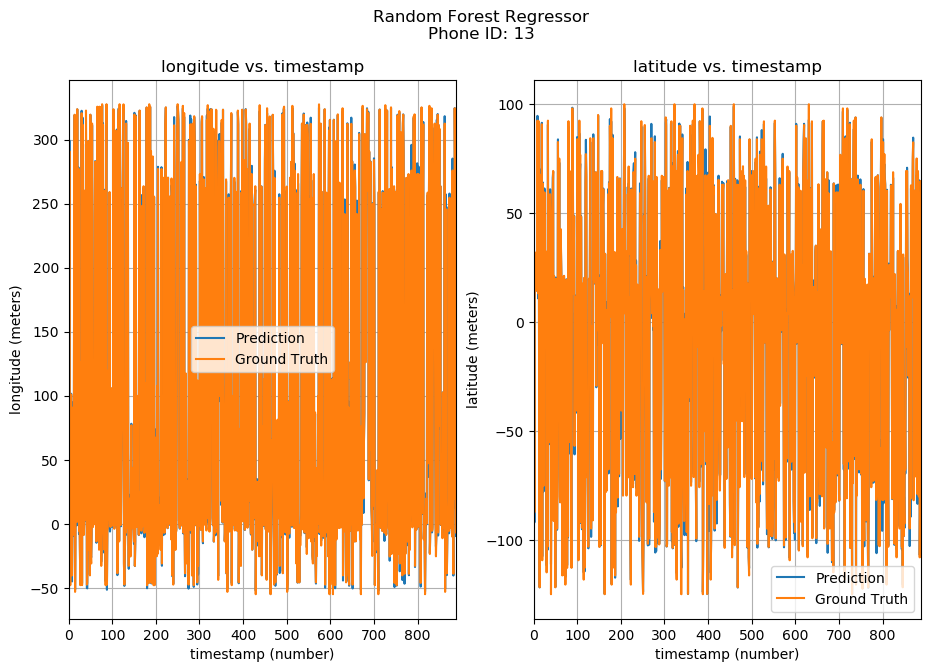 Random Forest Regressor
Phone ID: 13
longitude vs. timestamp
longitude (meters)
300
250
200
150
100
50
0
−50
0 100 200 300 400 500 600 700 800
timestamp (number)
Prediction
Ground Truth
latitude vs. timestamp
latitude (meters)
100
50
0
−50
−100
0 100 200 300 400 500 600 700 800
timestamp (number)
Prediction
Ground Truth